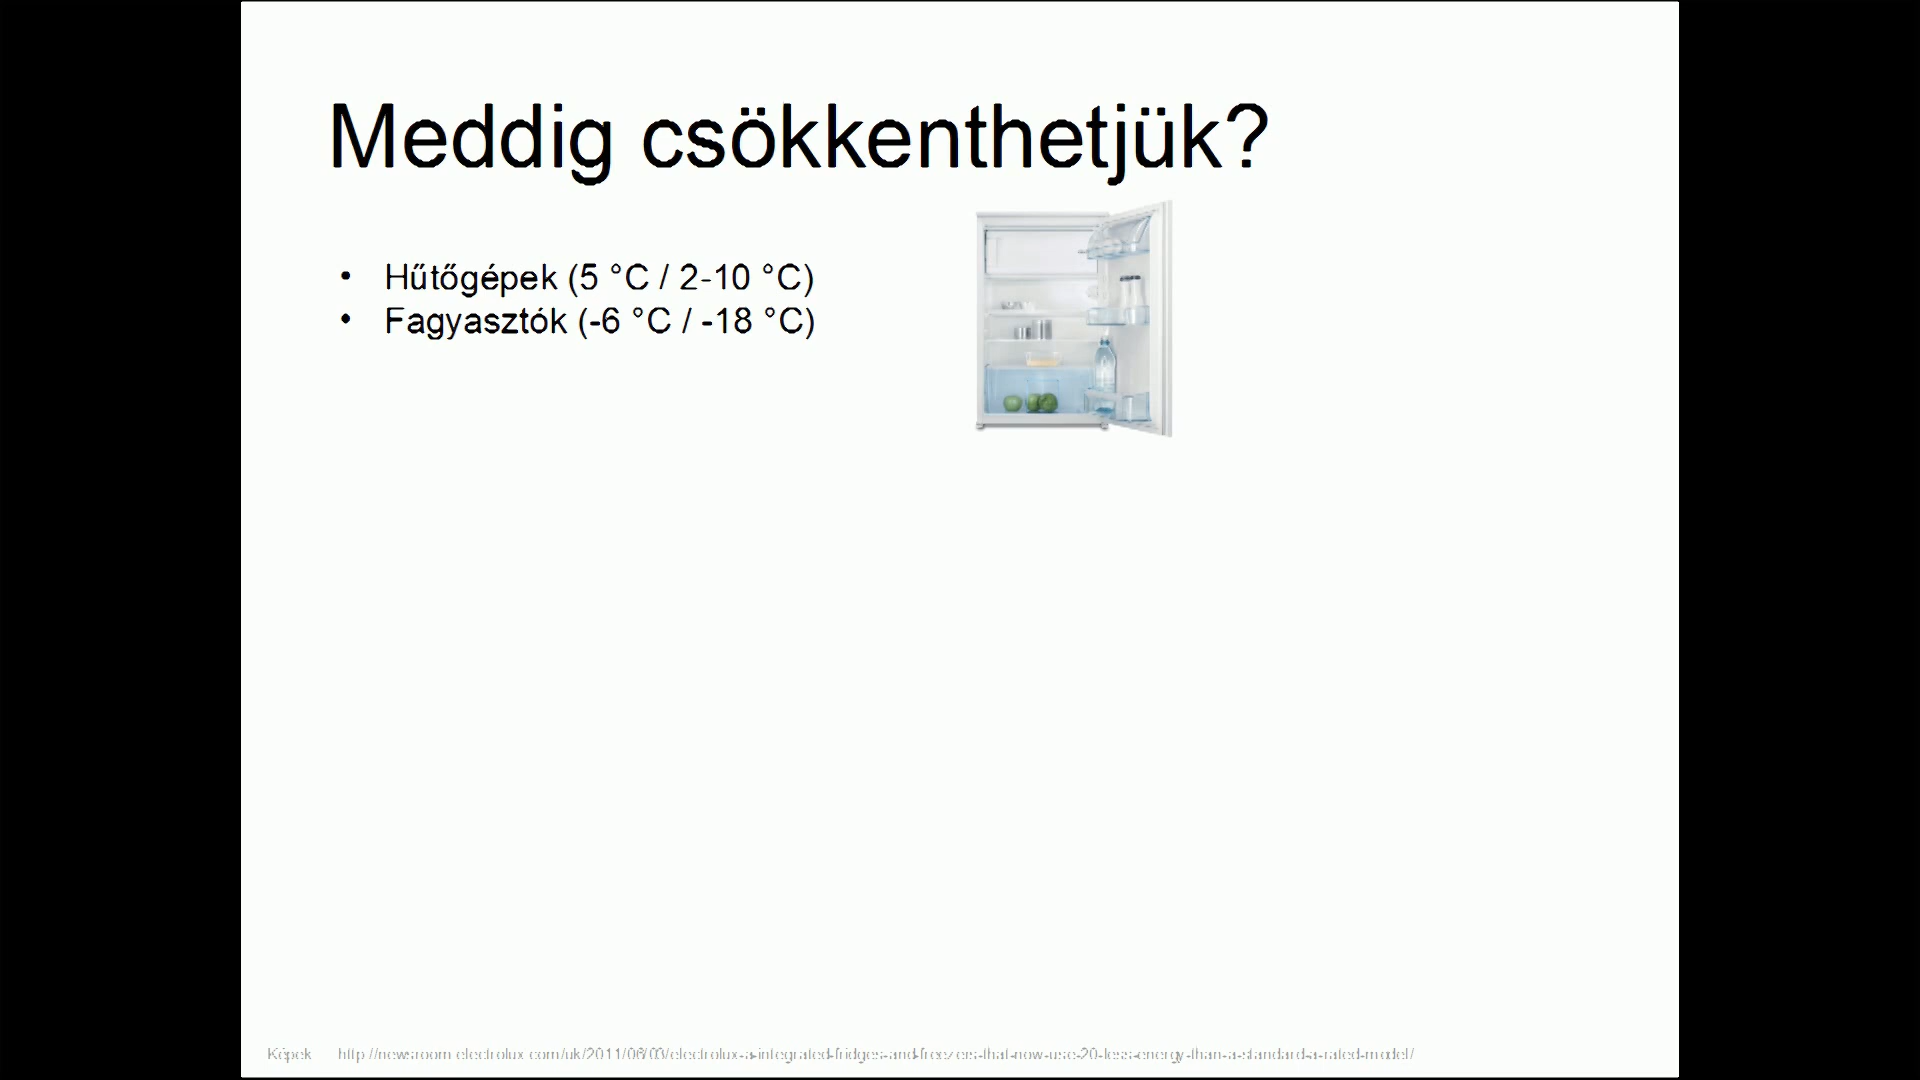 Meddig csökkenthetjük?
• Hűtőgépek (5 °C / 2-10 °C)
• Fagyasztók (-6 °C / -18 °C)
Képek http://newsroom.electrolux.com/uk/2011/06/03/electrolux-a-integrated-fridges-and-freezers-that-now-use-20-less-energy-than-a-standard-a-rated-model/